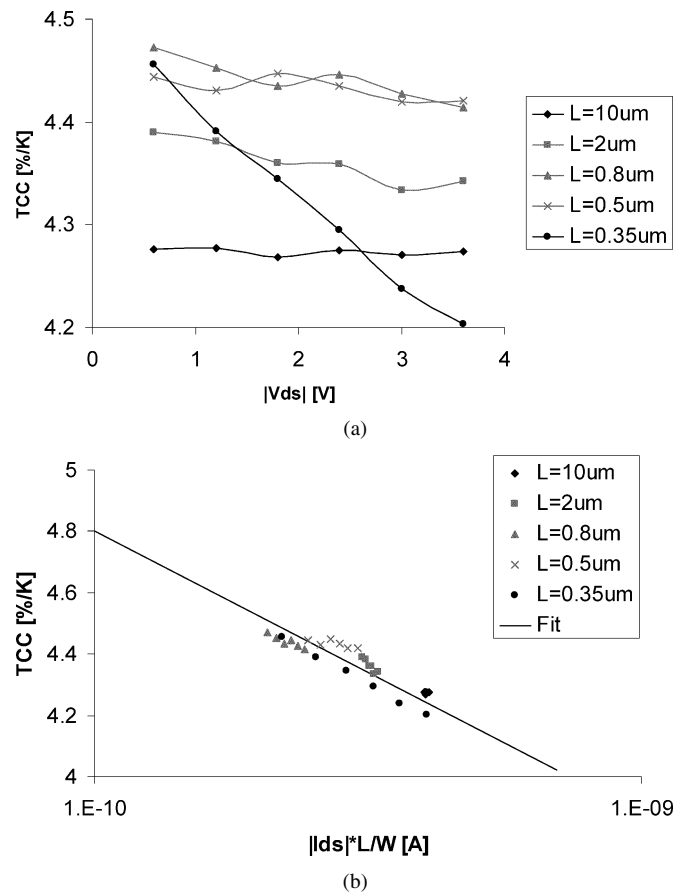 4.5
4.4
4.3
4.2
TCC [%/K]
0 1 2 3 4
|Vds| [V]
L=10um
L=2um
L=0.8um
L=0.5um
L=0.35um
(a)
5
4.8
4.6
4.4
4.2
4
TCC [%/K]
1.E-10 1.E-09
|Ids|*L/W [A]
L=10um
L=2um
L=0.8um
L=0.5um
L=0.35um
Fit
(b)